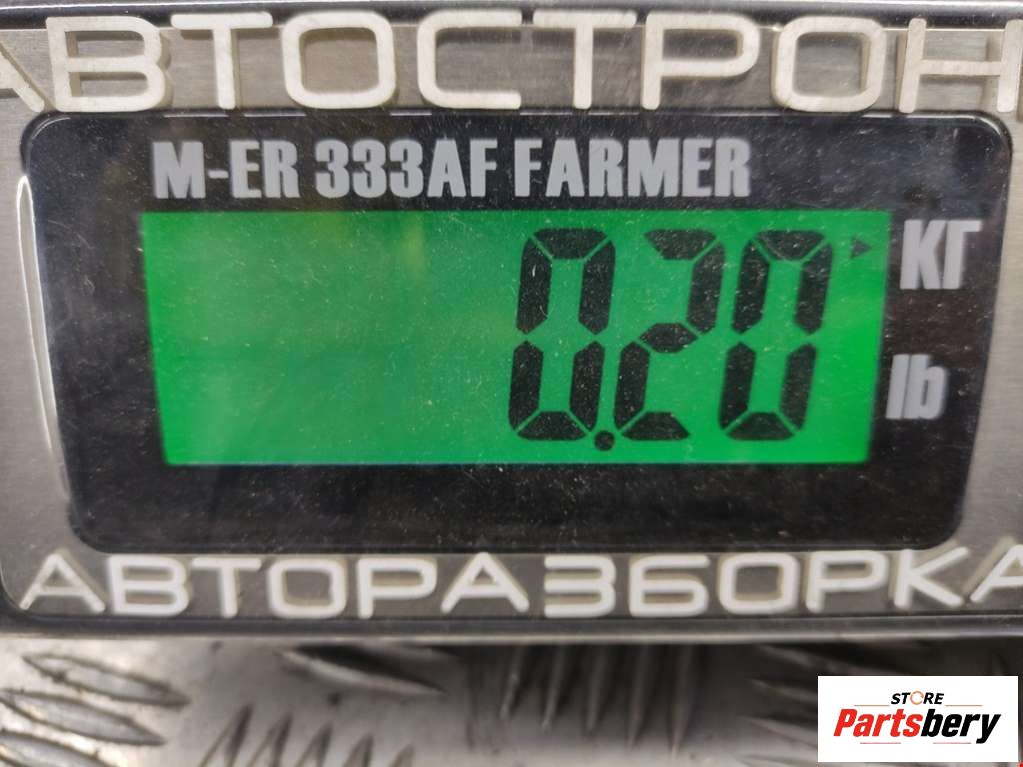 АВТОСТРОН
M-ER 333AF FARMER
0.20
КГ
lb
АВТОРАЗБОРКА
STORE
Partsbery